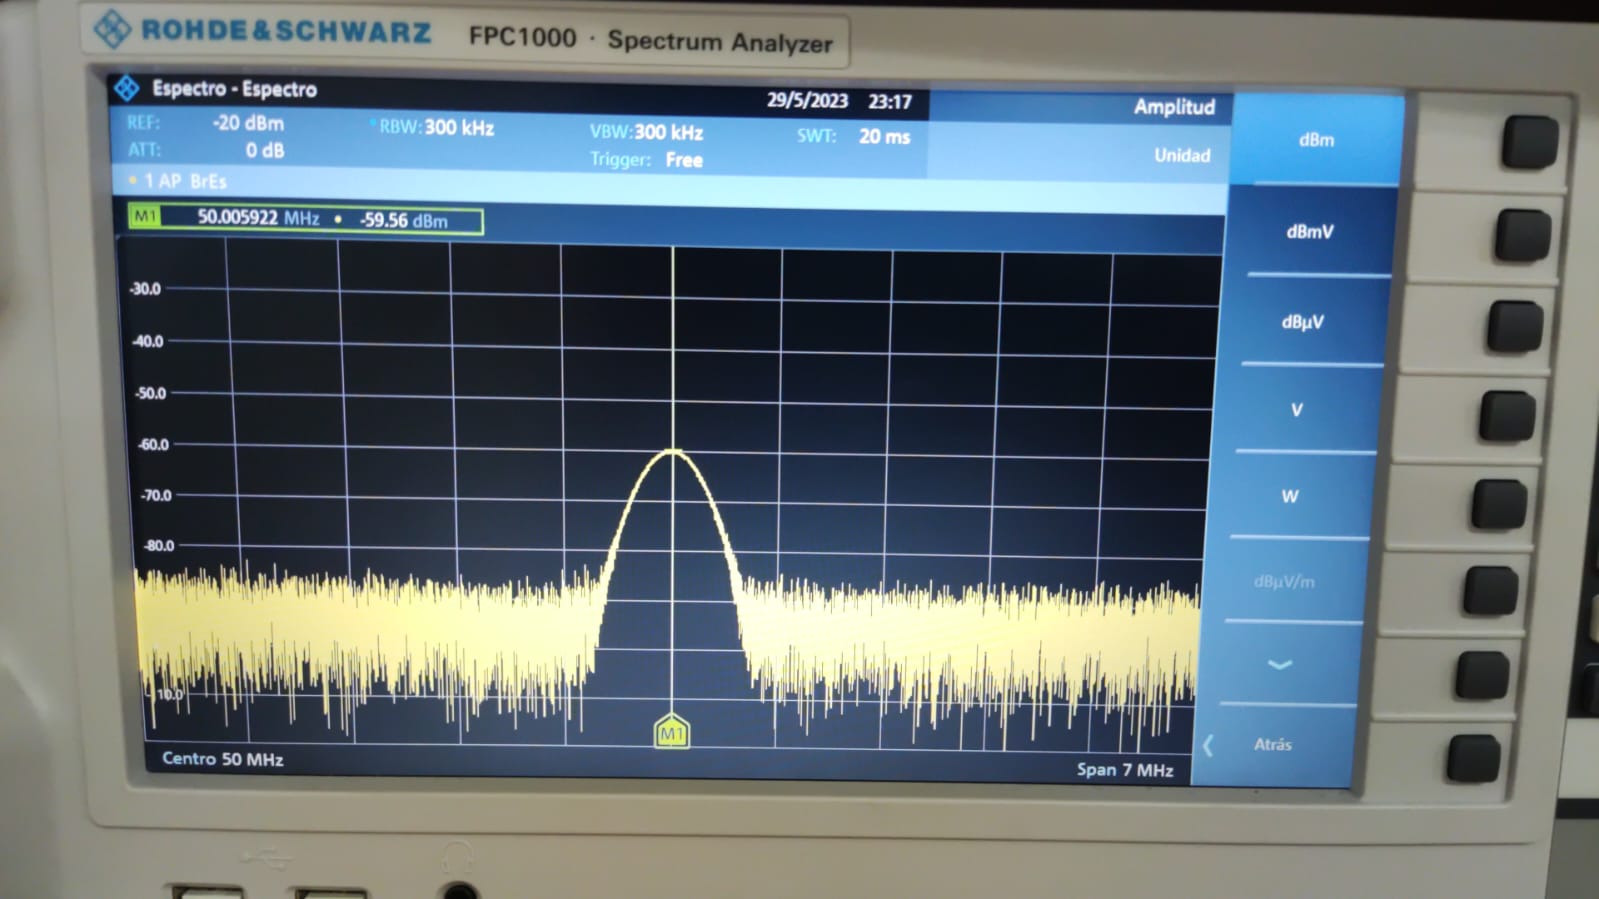 ROHDE&SCHWARZ FPC1000 · Spectrum Analyzer
Espectro - Espectro 29/5/2023 23:17 Amplitud
REF: -20 dBm RBW: 300 kHz VBW: 300 kHz SWT: 20 ms
ATT: 0 dB Trigger: Free Unidad
1 AP BrEs
M1 50.005922 MHz • -59.56 dBm
-30.0
-40.0
-50.0
-60.0
-70.0
-80.0
10.0
M1
Centro 50 MHz Span 7 MHz
dBm
dBmV
dBµV
V
W
dBµV/m
Atrás